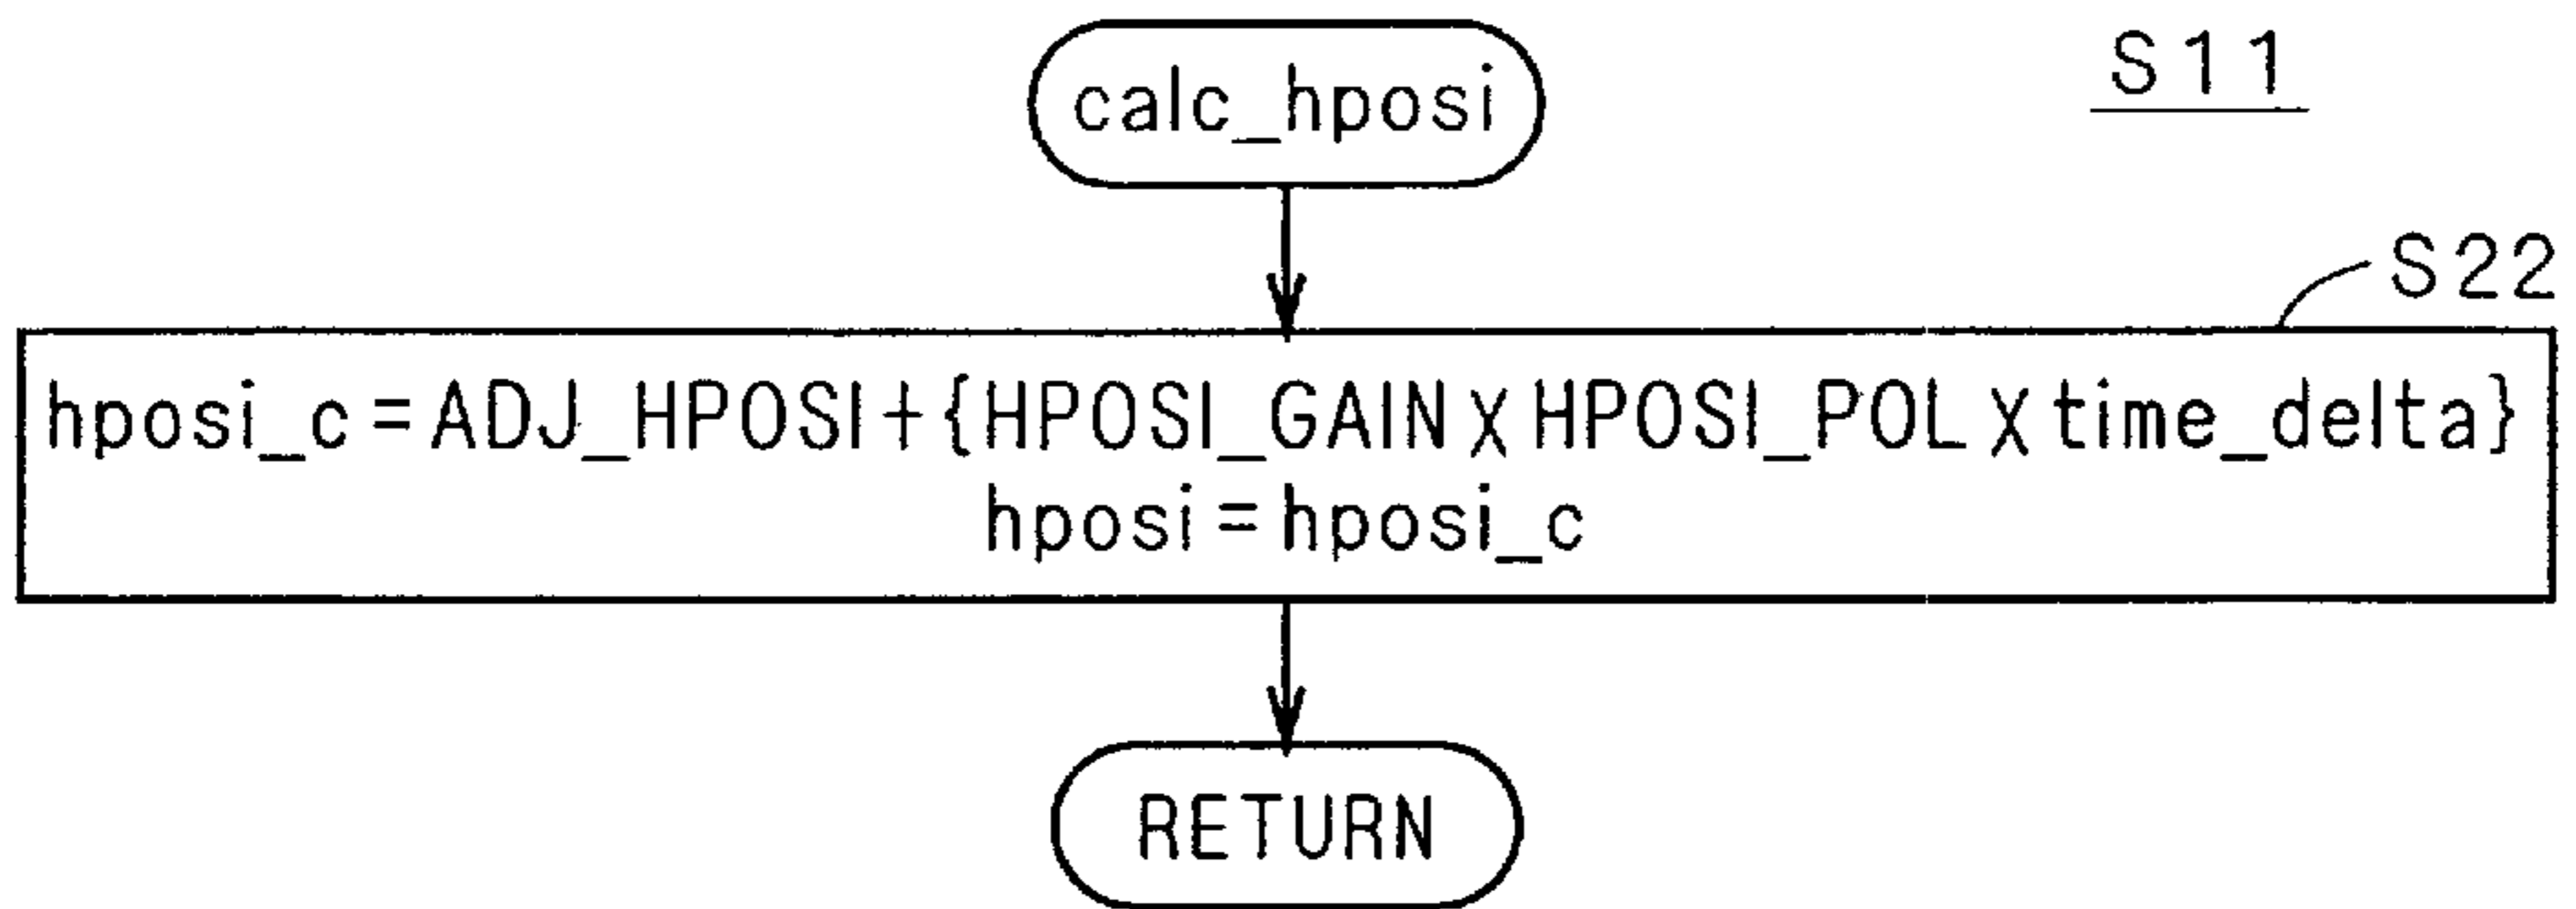 calc_hposi
S11
S22
hposi_c=ADJ_HPOSI+{HPOSI_GAIN×HPOSI_POL×time_delta}
hposi=hposi_c
RETURN